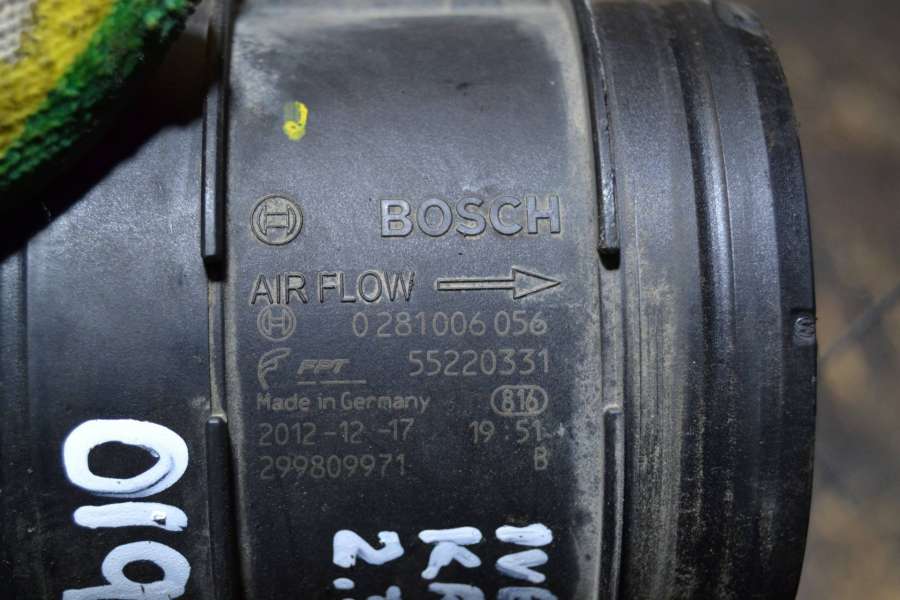 BOSCH
AIR FLOW
0 281 006 056
FPT 55220331
Made in Germany 816
2012-12-17 19:51
299809971 B